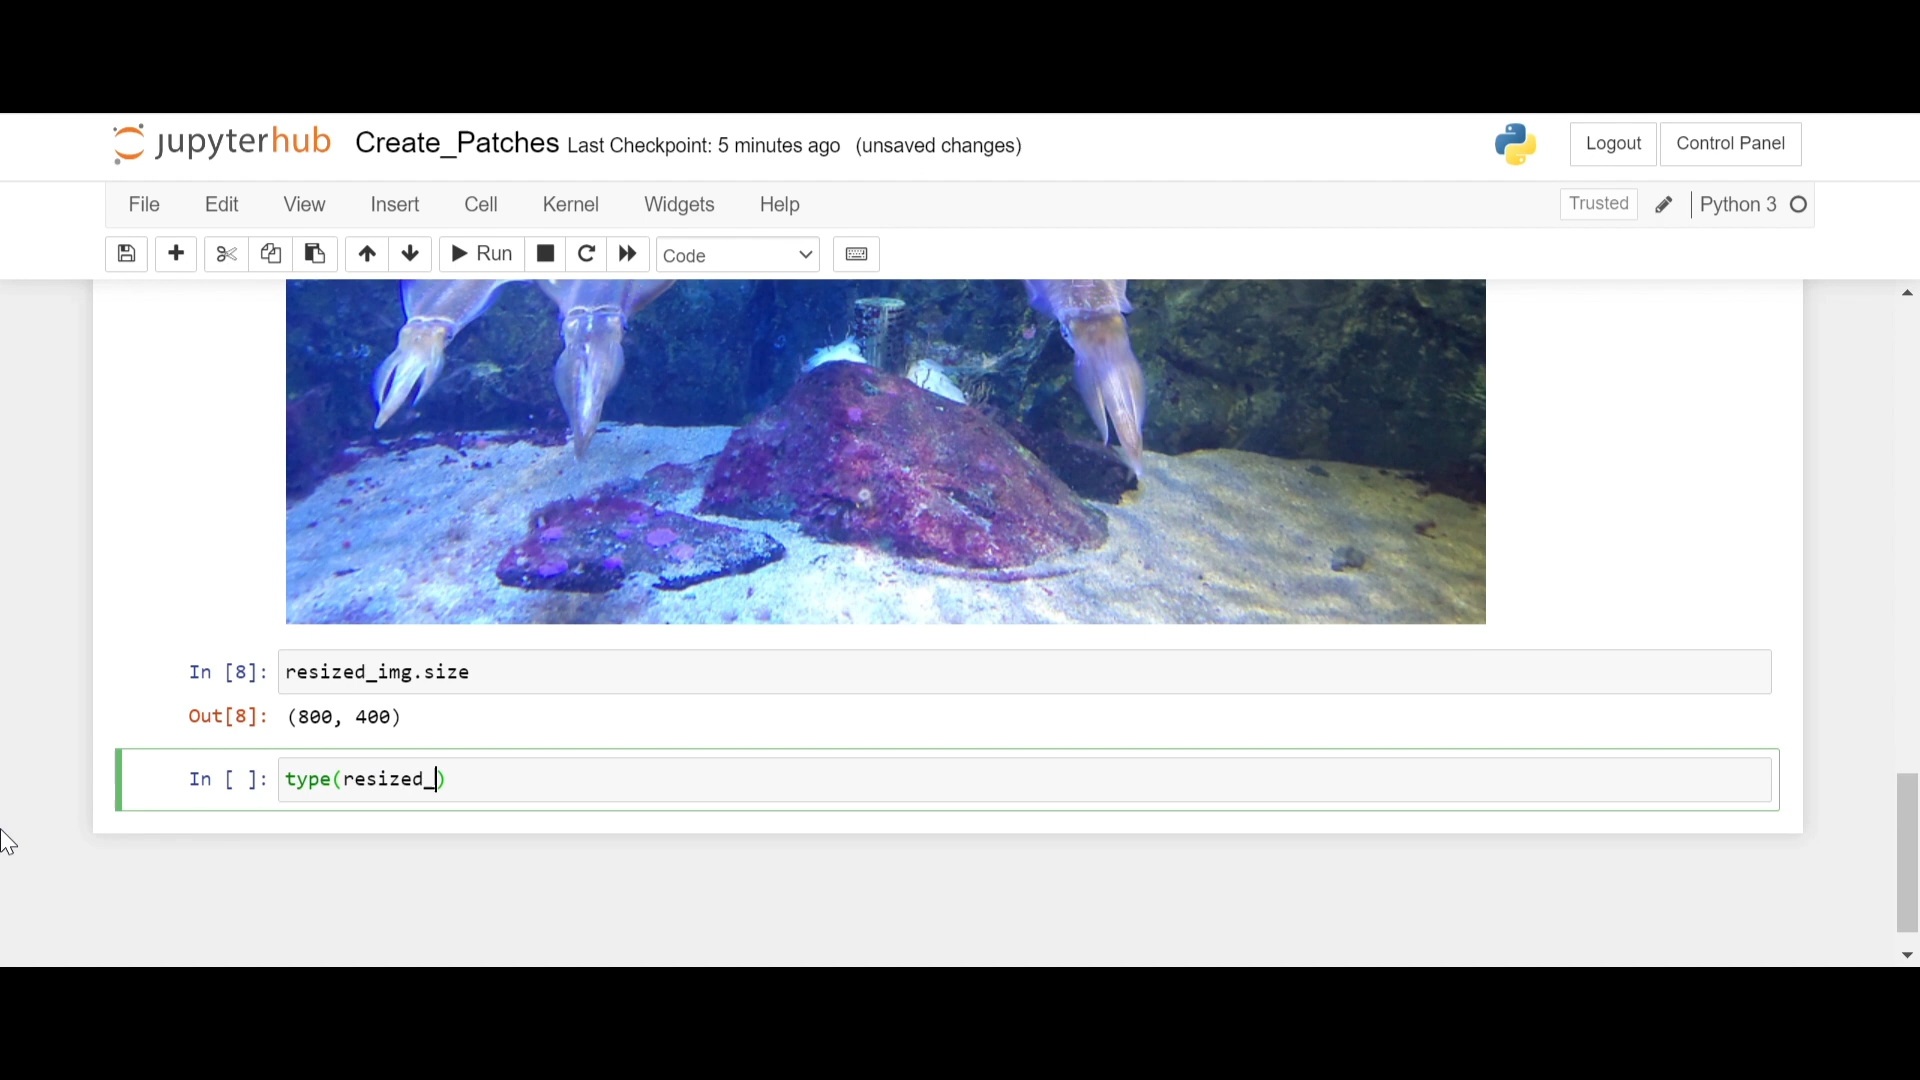 jupyterhub Create_Patches Last Checkpoint: 5 minutes ago (unsaved changes) Logout Control Panel
File Edit View Insert Cell Kernel Widgets Help Trusted Python 3
Run Code
In [8]: resized_img.size
Out[8]: (800, 400)
In [ ]: type(resized_)